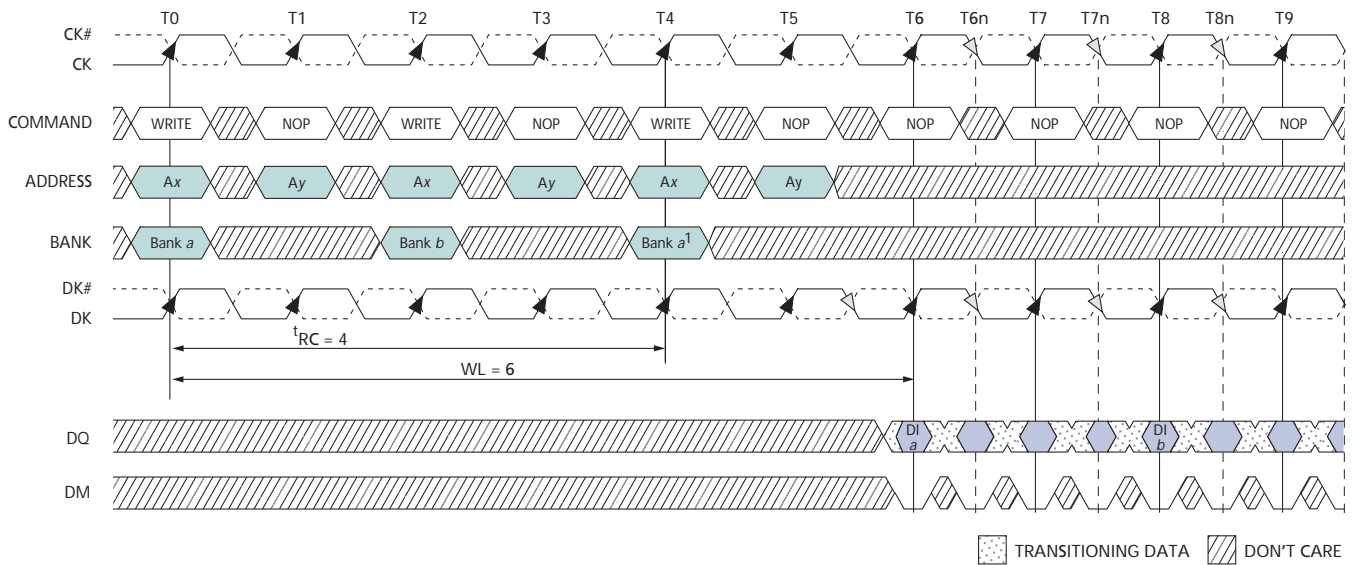 T0 T1 T2 T3 T4 T5 T6 T6n T7 T7n T8 T8n T9
CK#
CK
COMMAND WRITE NOP WRITE NOP WRITE NOP NOP NOP NOP NOP
ADDRESS Ax Ay Ax Ay Ax Ay
BANK Bank a Bank b Bank a1
DK#
DK
tRC = 4
WL = 6
DQ DI a DI b
DM
TRANSITIONING DATA DON'T CARE